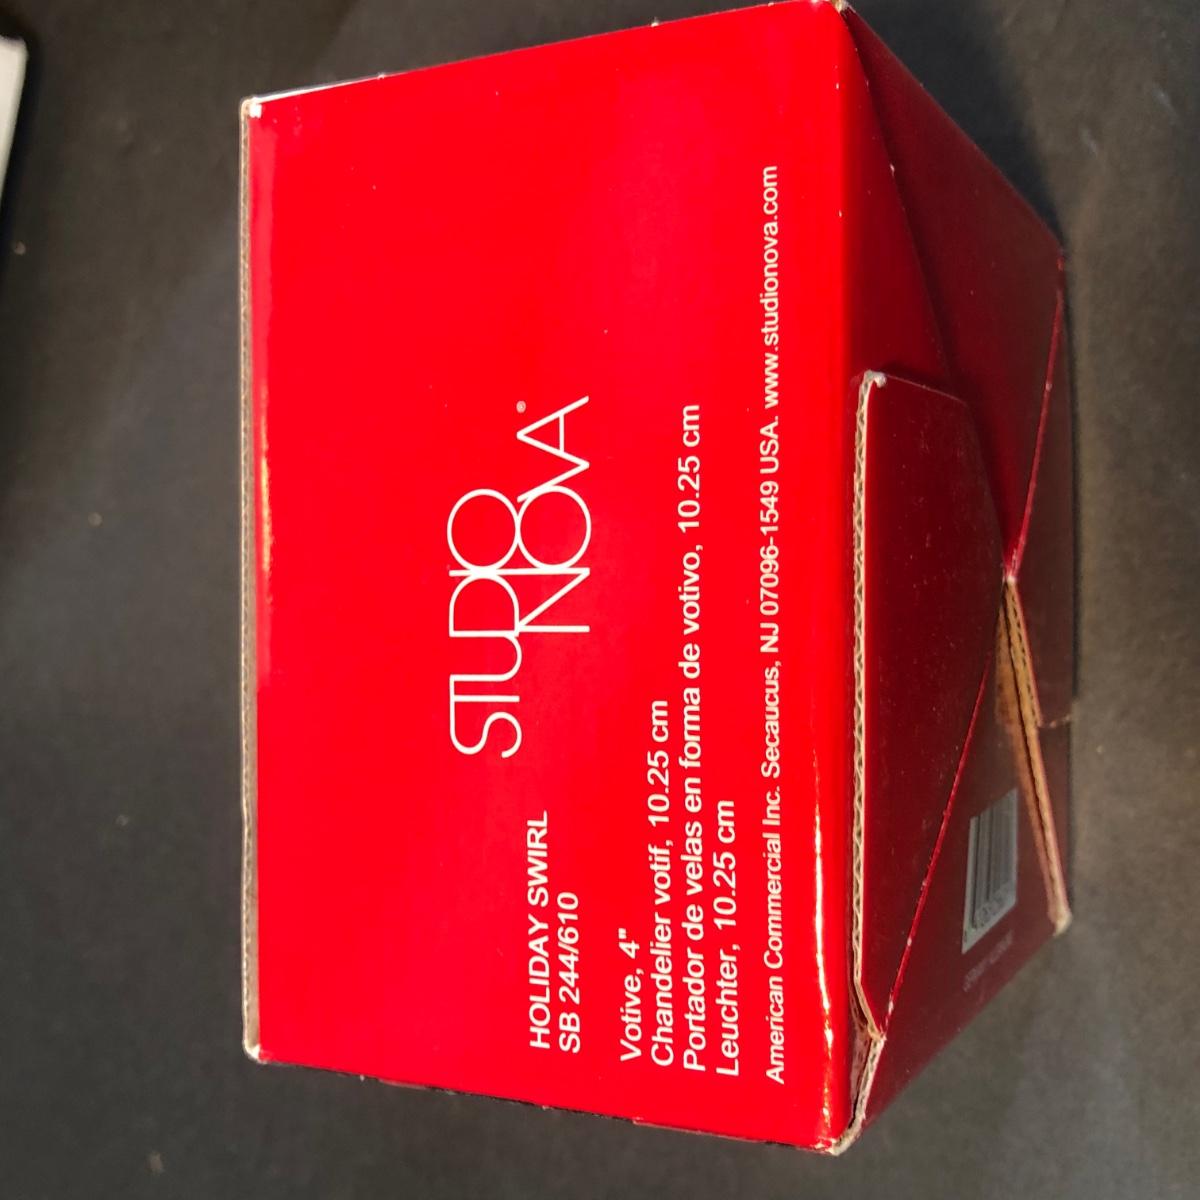 STUDIO
NOVA®
HOLIDAY SWIRL
SB 244/610
Votive, 4"
Chandelier votif, 10.25 cm
Portador de velas en forma de votivo, 10.25 cm
Leuchter, 10.25 cm
American Commercial Inc. Secaucus, NJ 07096-1549 USA. www.studionova.com